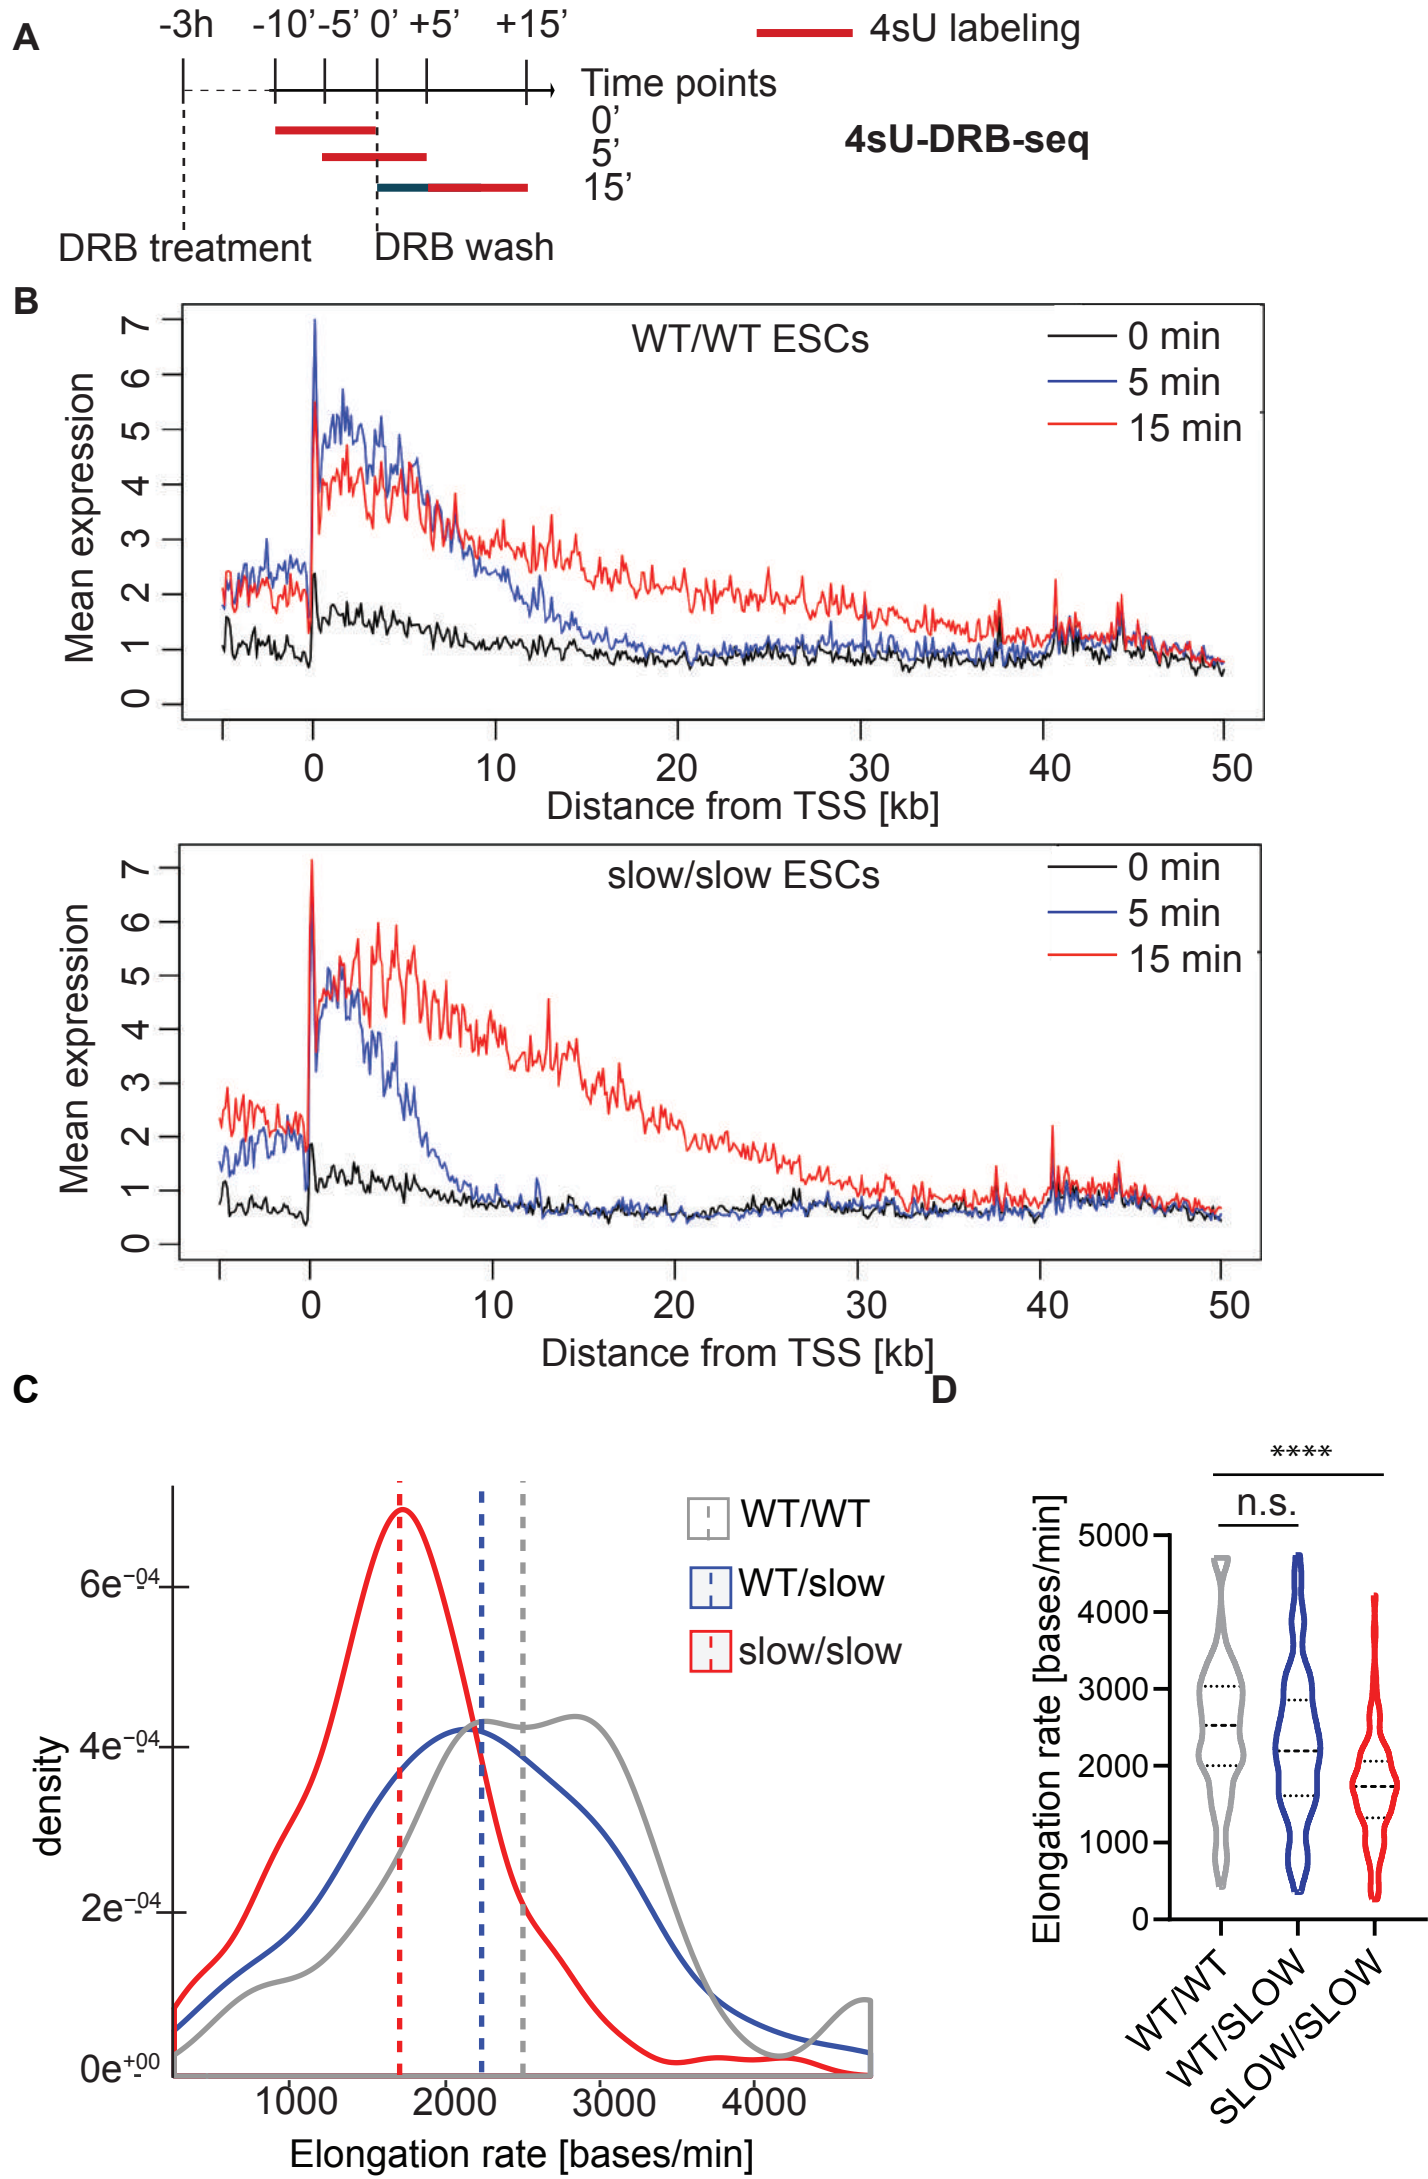 A
-3h -10’ -5’ 0’ +5’ +15’
4sU labeling
Time points
0’
5’
15’
4sU-DRB-seq
DRB treatment
DRB wash
B
WT/WT ESCs
0 min
5 min
15 min
Mean expression
7
6
5
4
3
2
1
0
0 10 20 30 40 50
Distance from TSS [kb]
slow/slow ESCs
0 min
5 min
15 min
Mean expression
7
6
5
4
3
2
1
0
0 10 20 30 40 50
Distance from TSS [kb]
C
WT/WT
WT/slow
slow/slow
density
6e-04
4e-04
2e-04
0e+00
1000 2000 3000 4000
Elongation rate [bases/min]
D
****
n.s.
Elongation rate [bases/min]
5000
4000
3000
2000
1000
0
WT/WT
WT/SLOW
SLOW/SLOW